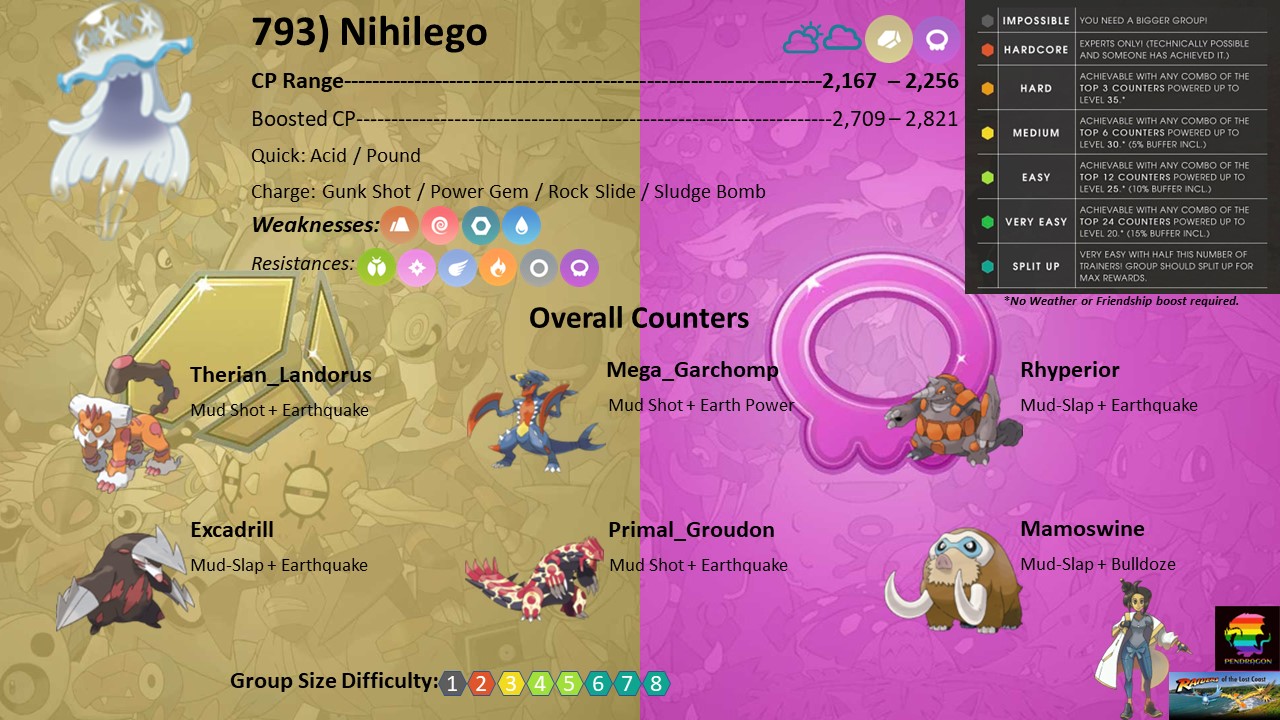 793) Nihilego
CP Range--------------------2,167 – 2,256
Boosted CP--------------------2,709 – 2,821
Quick: Acid / Pound
Charge: Gunk Shot / Power Gem / Rock Slide / Sludge Bomb
Weaknesses:
Resistances:
IMPOSSIBLE YOU NEED A BIGGER GROUP!
HARDCORE EXPERTS ONLY! (TECHNICALLY POSSIBLE
AND SOMEONE HAS ACHIEVED IT.)
HARD ACHIEVABLE WITH ANY COMBO OF THE
TOP 3 COUNTERS POWERED UP TO
LEVEL 35.*
MEDIUM ACHIEVABLE WITH ANY COMBO OF THE
TOP 6 COUNTERS POWERED UP TO
LEVEL 30.* (5% BUFFER INCL.)
EASY ACHIEVABLE WITH ANY COMBO OF THE
TOP 12 COUNTERS POWERED UP TO
LEVEL 25.* (10% BUFFER INCL.)
VERY EASY ACHIEVABLE WITH ANY COMBO OF THE
TOP 24 COUNTERS POWERED UP TO
LEVEL 20.* (15% BUFFER INCL.)
SPLIT UP VERY EASY WITH HALF THIS NUMBER OF
TRAINERS! GROUP SHOULD SPLIT UP FOR
MAX REWARDS.
*No Weather or Friendship boost required.
Overall Counters
Therian_Landorus
Mud Shot + Earthquake
Mega_Garchomp
Mud Shot + Earth Power
Rhyperior
Mud-Slap + Earthquake
Excadrill
Mud-Slap + Earthquake
Primal_Groudon
Mud Shot + Earthquake
Mamoswine
Mud-Slap + Bulldoze
Group Size Difficulty: 1 2 3 4 5 6 7 8
PENDRAGON
RAIDERS of the Lost Coast